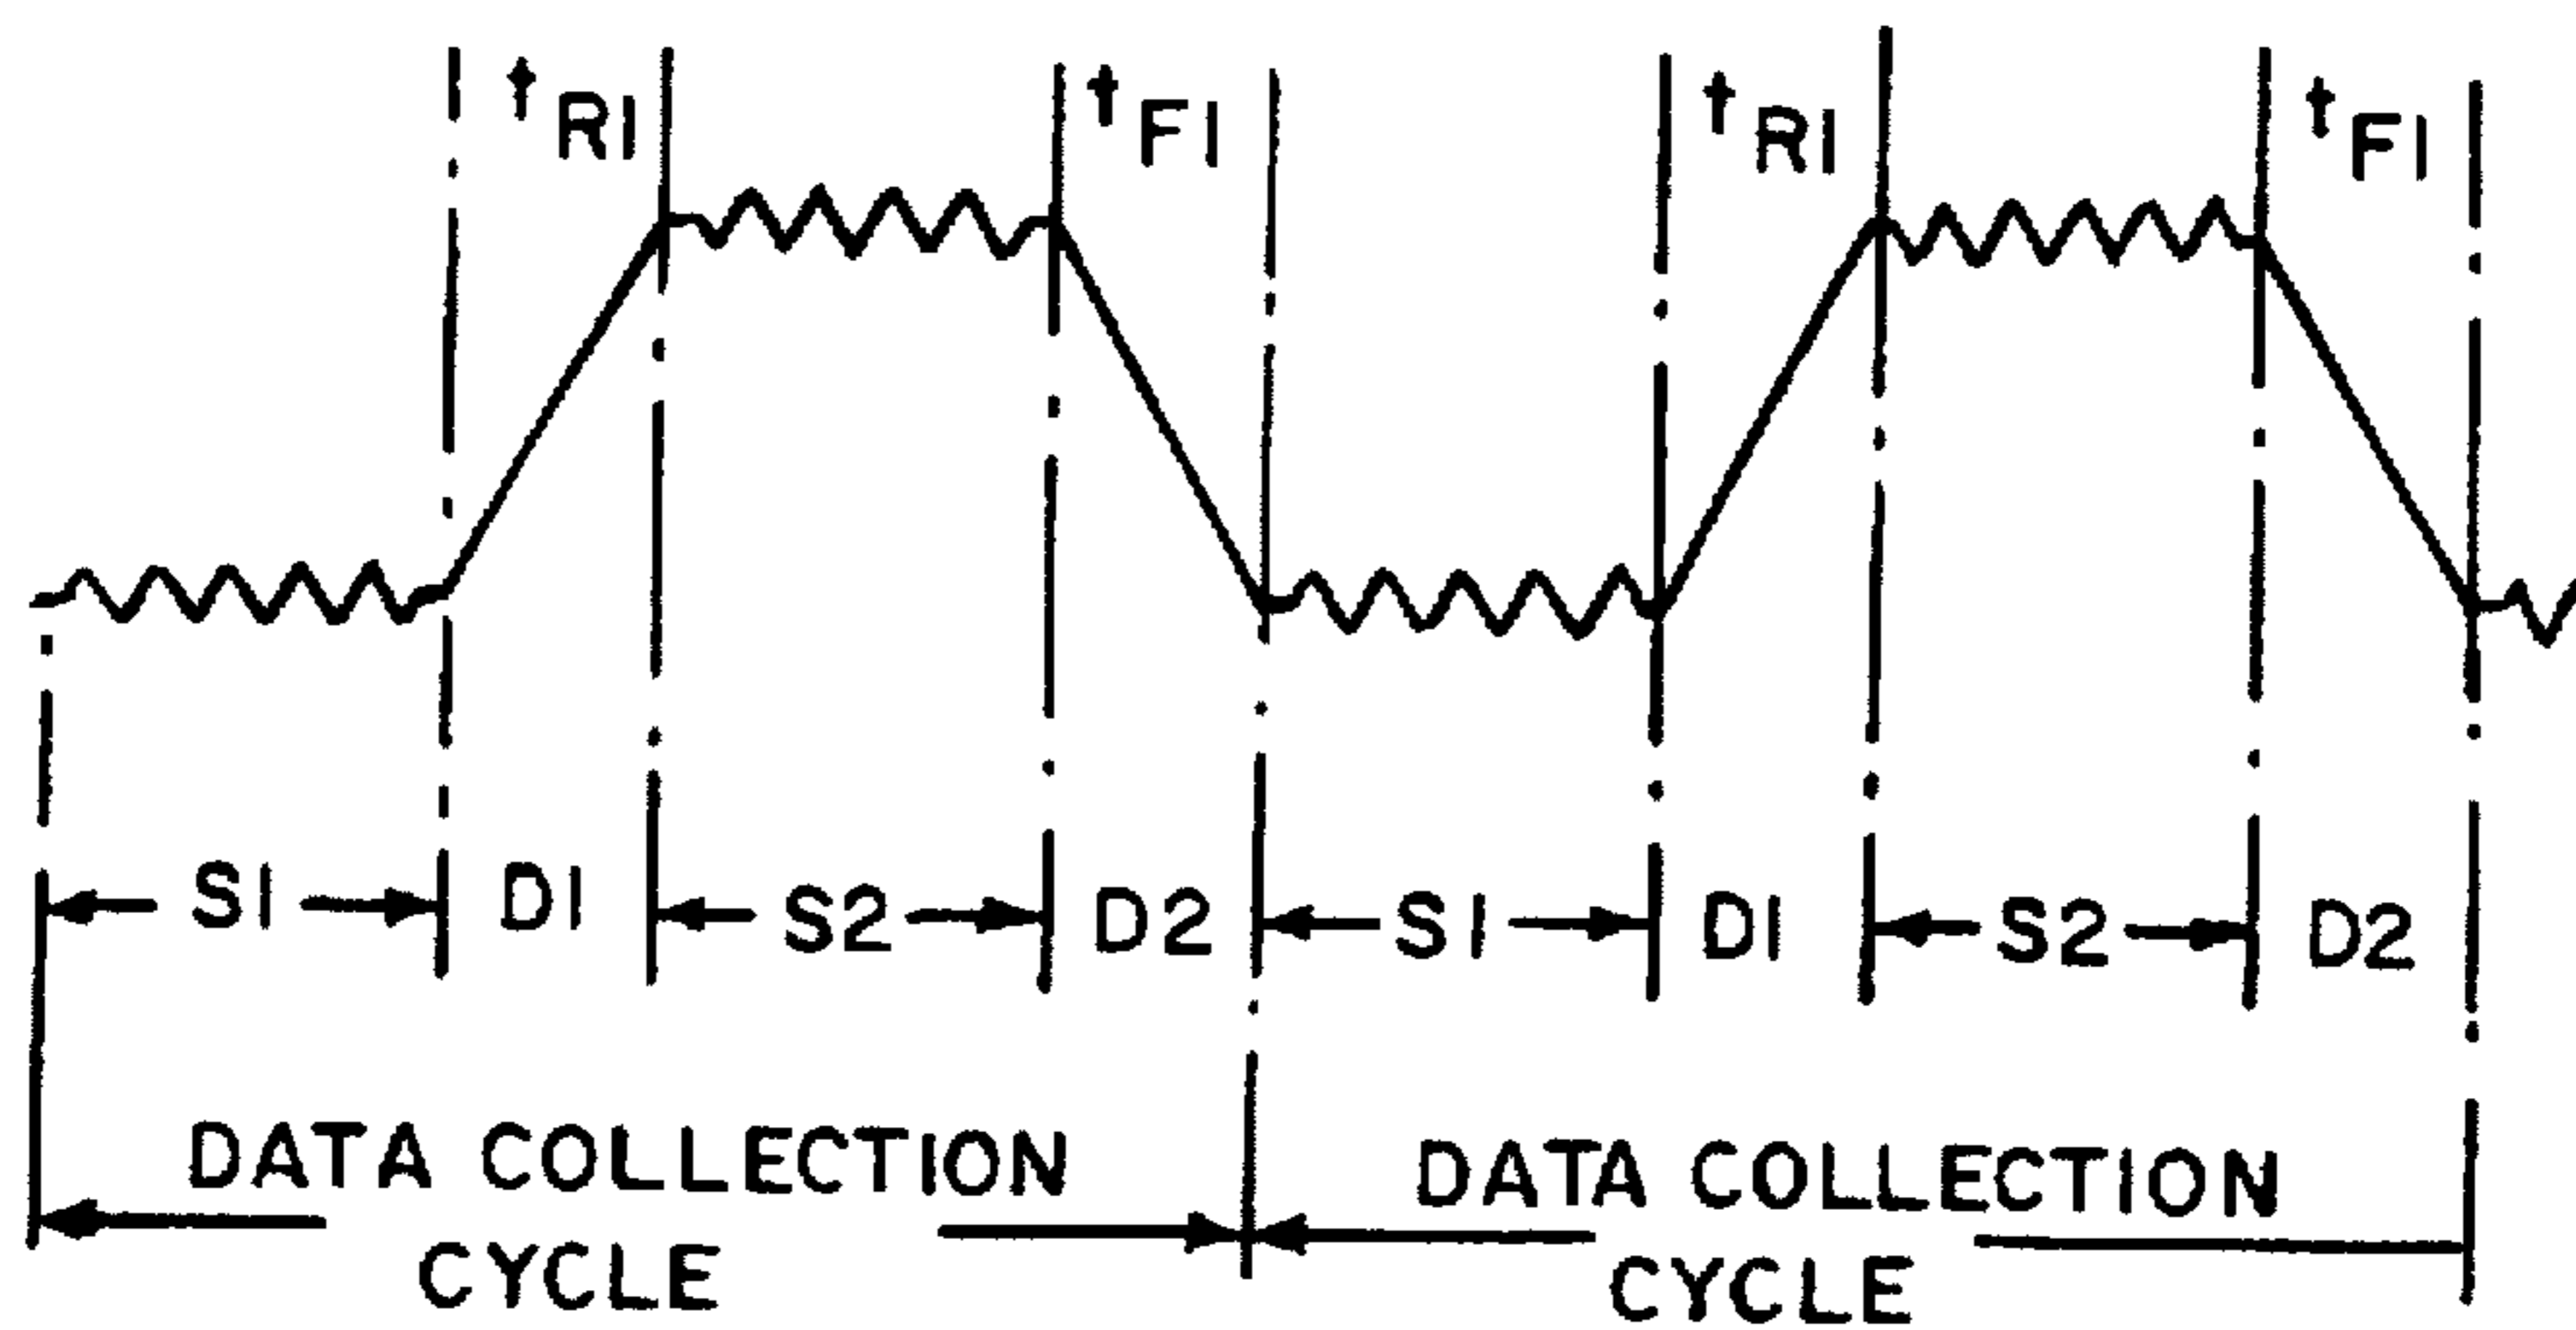 tR1 tF1 tR1 tF1
S1 D1 S2 D2 S1 D1 S2 D2
DATA COLLECTION DATA COLLECTION
CYCLE CYCLE